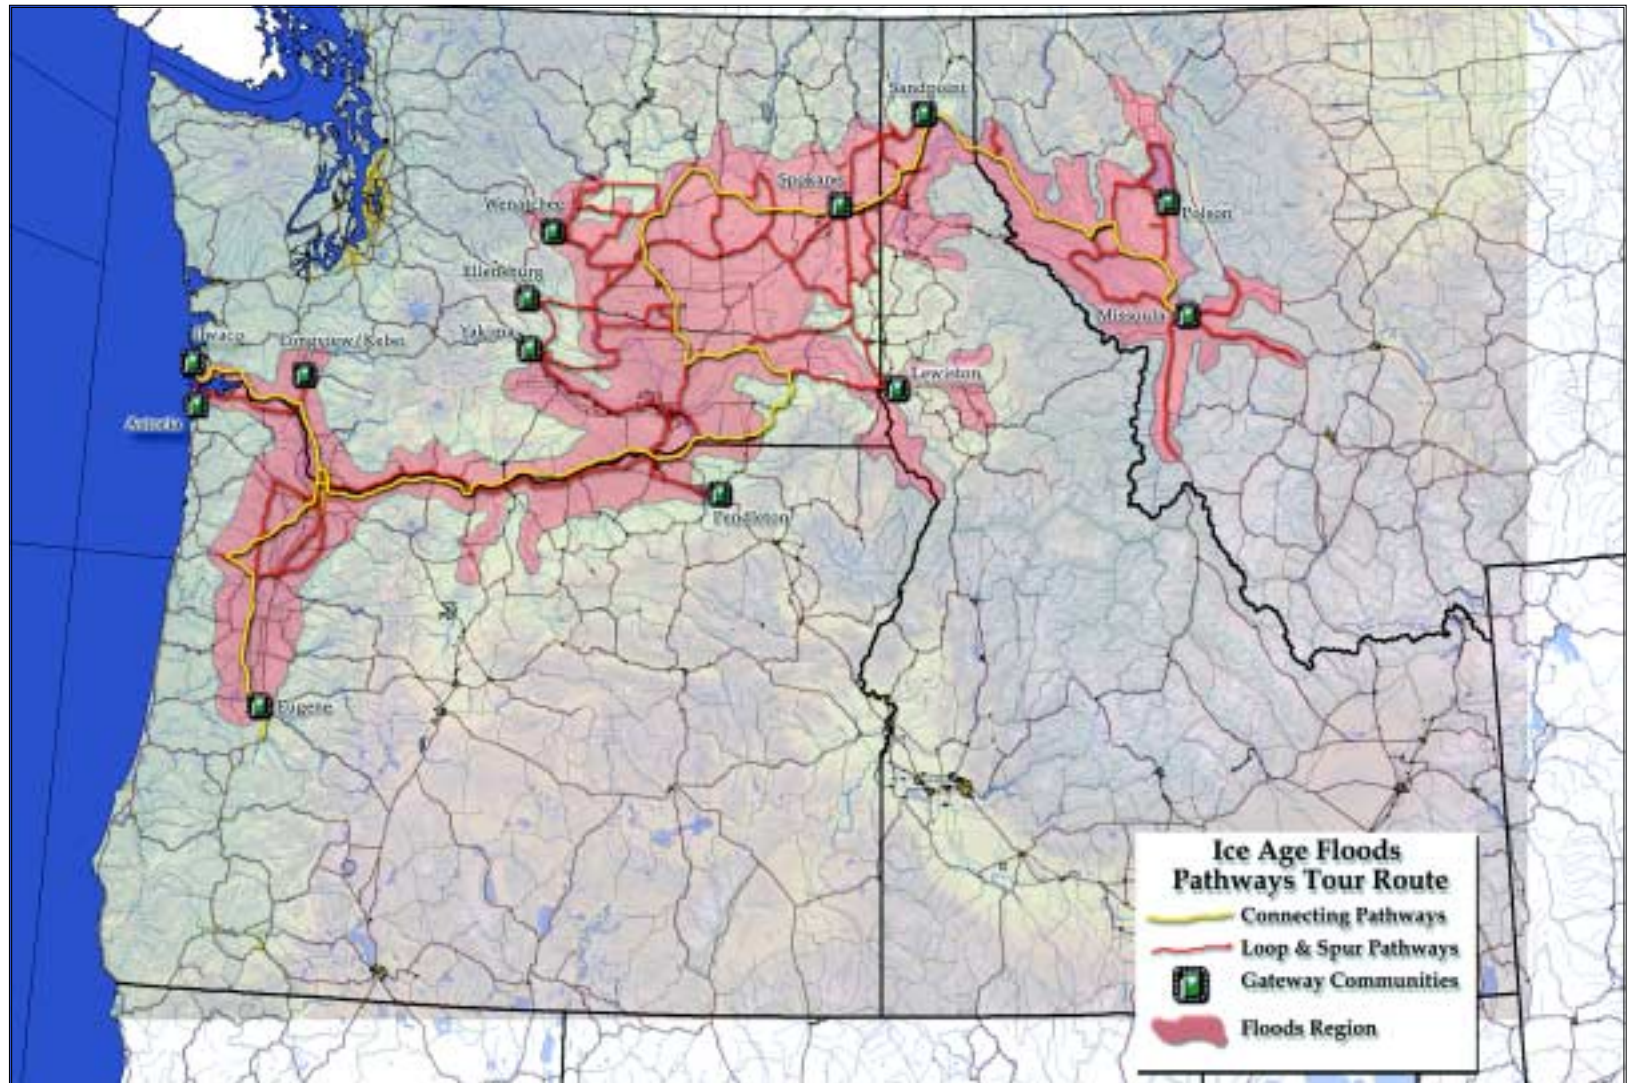 Sandpoint
Spokane
Wenatchee
Polson
Ellensburg
Missoula
Yakima
Ilwaco
Longview/Kelso
Lewiston
Astoria
Pendleton
Eugene
Ice Age Floods
Pathways Tour Route
Connecting Pathways
Loop & Spur Pathways
Gateway Communities
Floods Region